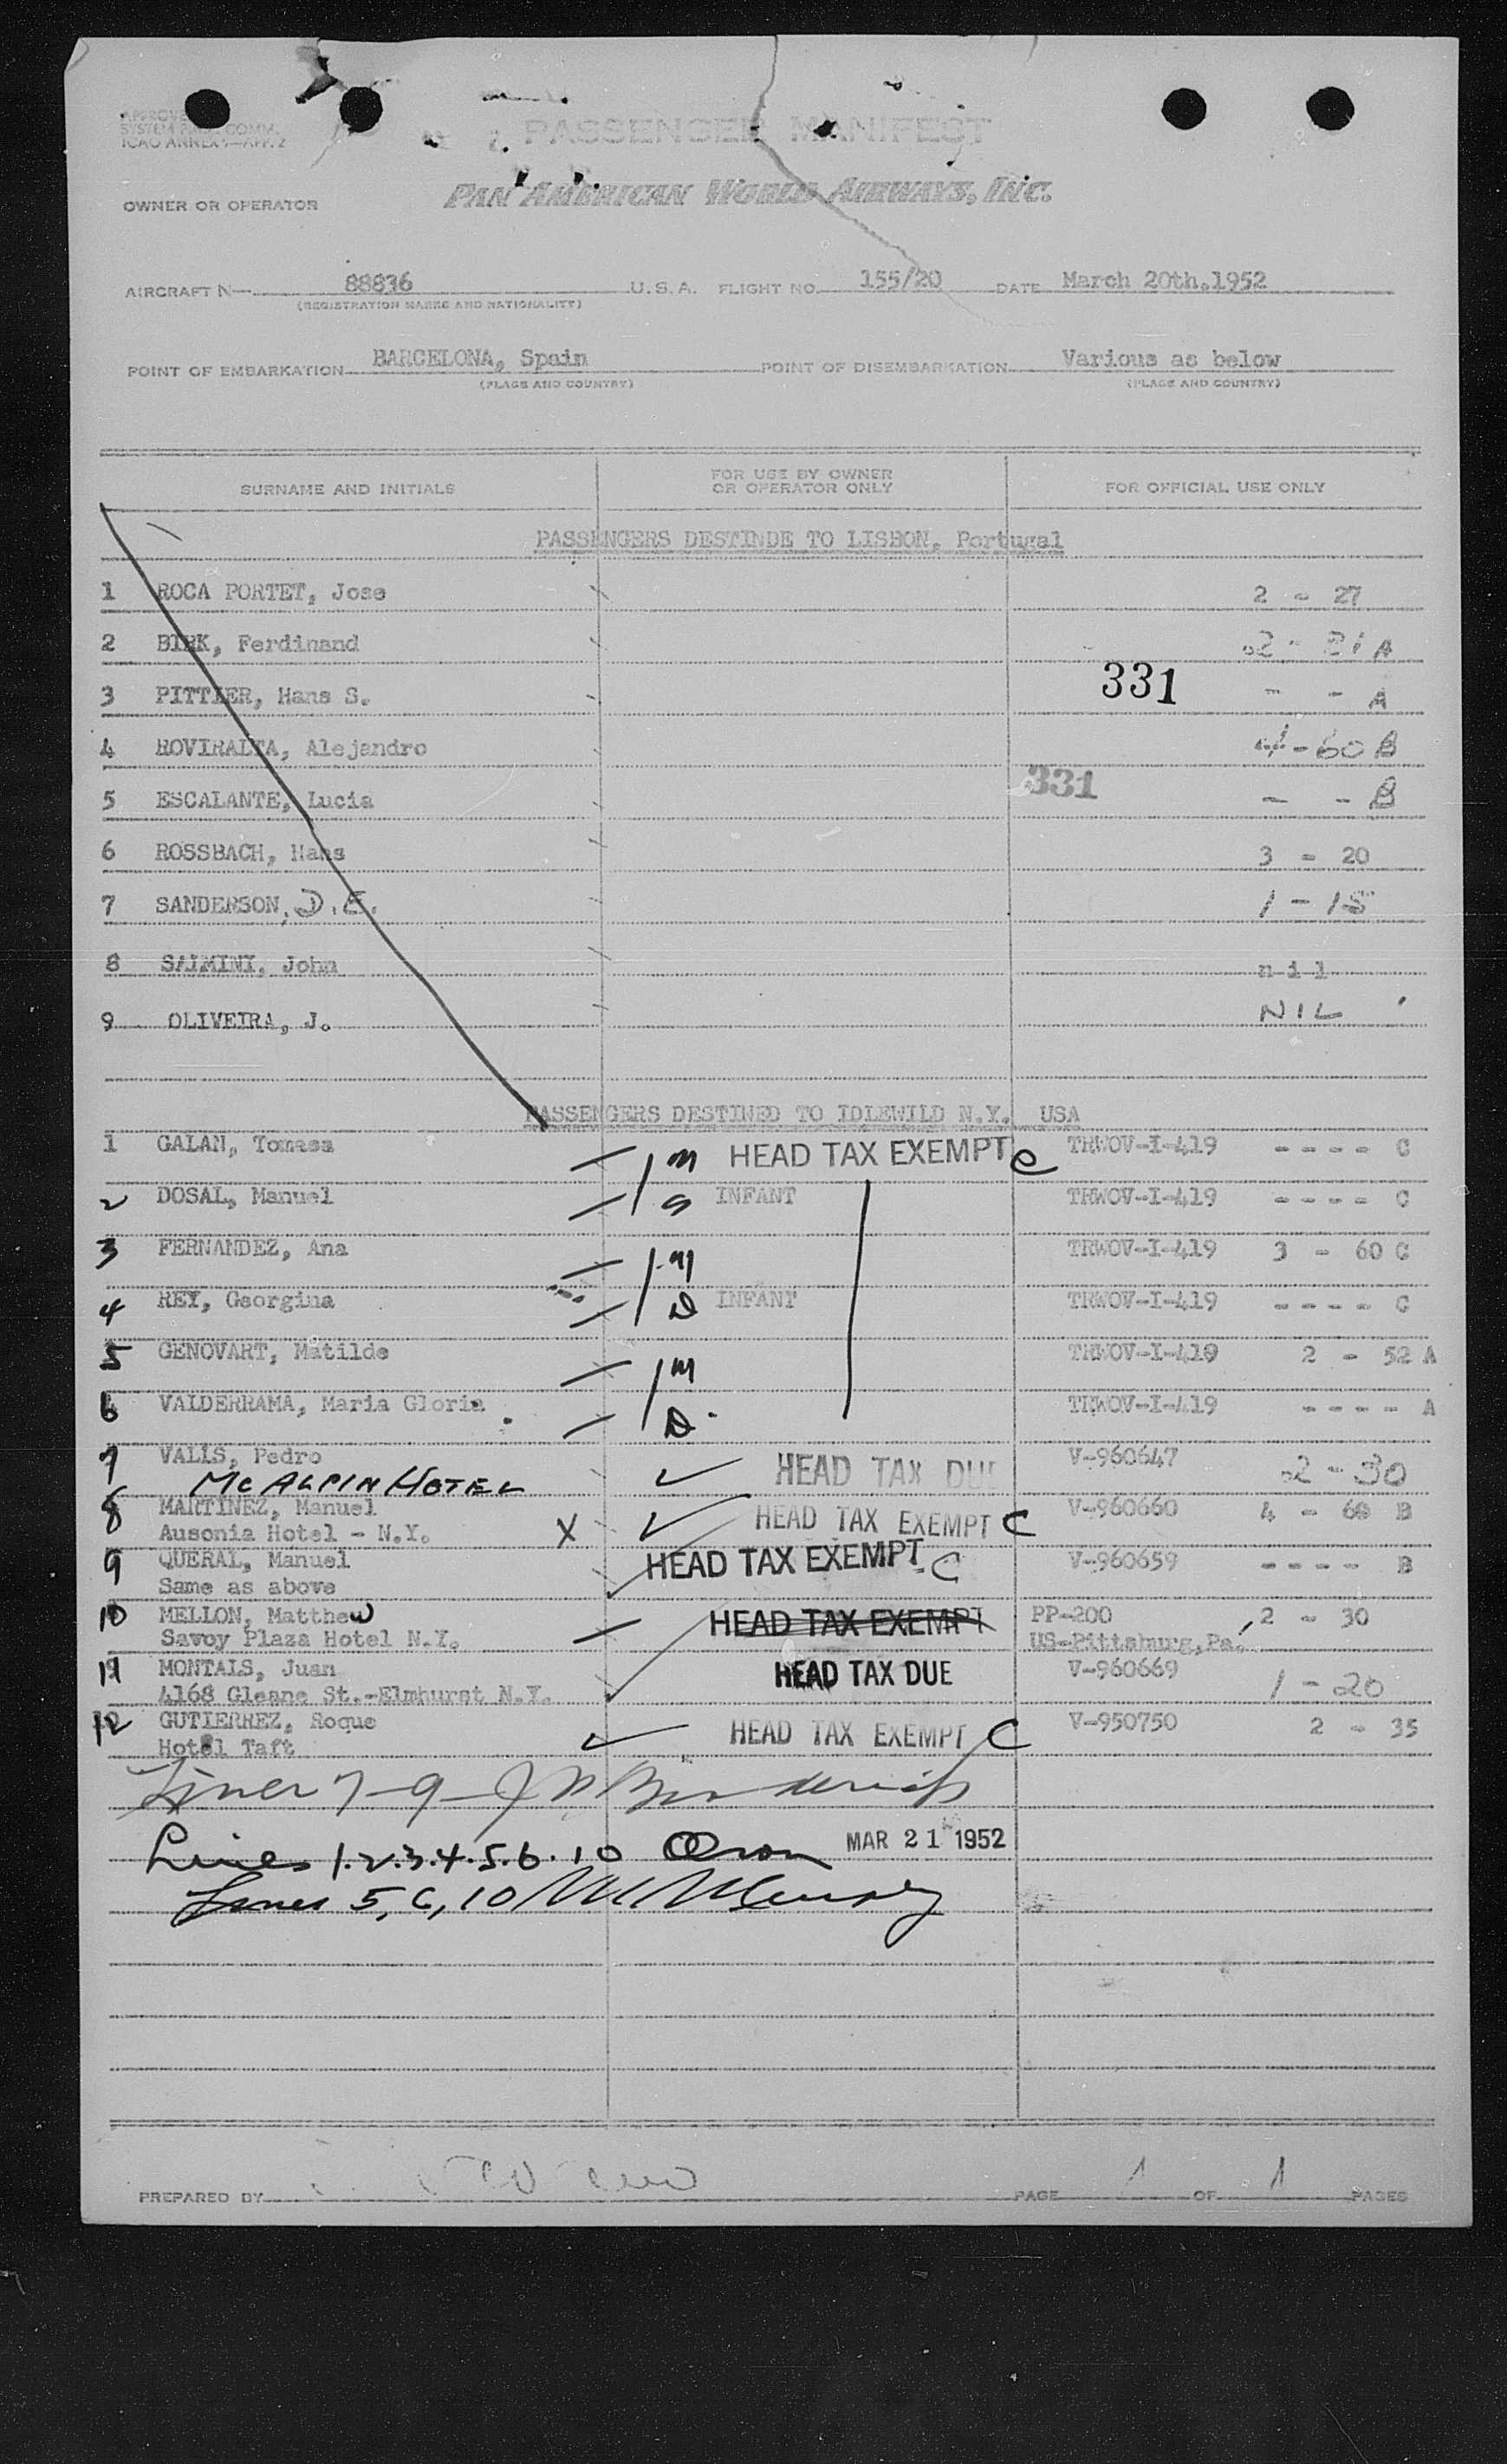 APPROVE
SYSTEM COMM.
ICAO ANNEX 9—APP. 2
PASSENGER MANIFEST
OWNER OR OPERATOR PAN AMERICAN WORLD AIRWAYS, INC.
AIRCRAFT N— 88836 U.S.A. FLIGHT NO. 155/20 DATE March 20th.1952
(REGISTRATION MARKS AND NATIONALITY)
POINT OF EMBARKATION BARCELONA, Spain POINT OF DISEMBARKATION Various as below
(PLACE AND COUNTRY) (PLACE AND COUNTRY)
SURNAME AND INITIALS FOR USE BY OWNER OR OPERATOR ONLY FOR OFFICIAL USE ONLY
PASSENGERS DESTINDE TO LISBON, Portugal
1 ROCA PORTET, Jose 2 - 27
2 BIRK, Ferdinand 2 - 21 A
3 PITTIER, Hans S. 331 - - A
4 ROVIRALTA, Alejandro 4 - 60 B
5 ESCALANTE, Lucia 331 - - B
6 ROSSBACH, Hans 3 - 20
7 SANDERSON, D.E. 1 - 15
8 SAIMINI, John n i l
9 OLIVEIRA, J. NIL
PASSENGERS DESTINED TO IDLEWILD N.Y. USA
1 GALAN, Tomasa M HEAD TAX EXEMPT C TRWOV-I-419 - - - - C
2 DOSAL, Manuel S INFANT TRWOV-I-419 - - - - C
3 FERNANDEZ, Ana M TRWOV-I-419 3 - 60 C
4 REY, Georgina D INFANT TRWOV-I-419 - - - - C
5 GENOVART, Matilde M TRWOV-I-419 2 - 52 A
6 VALDERRAMA, Maria Gloria D. TRWOV-I-419 - - - - A
7 VALLS, Pedro HEAD TAX DUE V-960647 2 - 30
MC ALPIN HOTEL
8 MARTINEZ, Manuel HEAD TAX EXEMPT C V-960660 4 - 60 B
Ausonia Hotel - N.Y. X
9 QUERAL, Manuel HEAD TAX EXEMPT C V-960659 - - - - B
Same as above
10 MELLON, Matthew HEAD TAX EXEMPT PP-200 2 - 30
Savoy Plaza Hotel N.Y. US-Pittsburg,Pa.
11 MONTALS, Juan HEAD TAX DUE V-960669 1 - 20
4168 Gleane St.-Elmhurst N.Y.
12 GUTIERREZ, Roque HEAD TAX EXEMPT C V-950750 2 - 35
Hotel Taft
7-9
Lines 1.2.3.4.5.6.10 MAR 21 1952
Lines 5, 6, 10
PREPARED BY PAGE 1 OF 1 PAGES